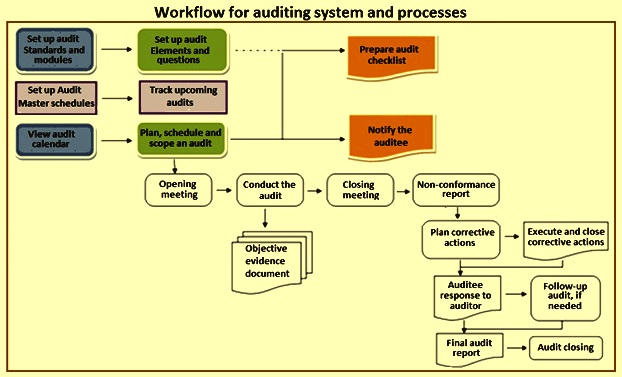 Workflow for auditing system and processes
Set up audit
Standards and
modules
Set up audit
Elements and
questions
Prepare audit
checklist
Set up Audit
Master schedules
Track upcoming
audits
View audit
calendar
Plan, schedule and
scope an audit
Notify the
auditee
Opening
meeting
Conduct the
audit
Closing
meeting
Non-conformance
report
Objective
evidence
document
Plan corrective
actions
Execute and close
corrective actions
Auditee
response to
auditor
Follow-up
audit, if
needed
Final audit
report
Audit closing